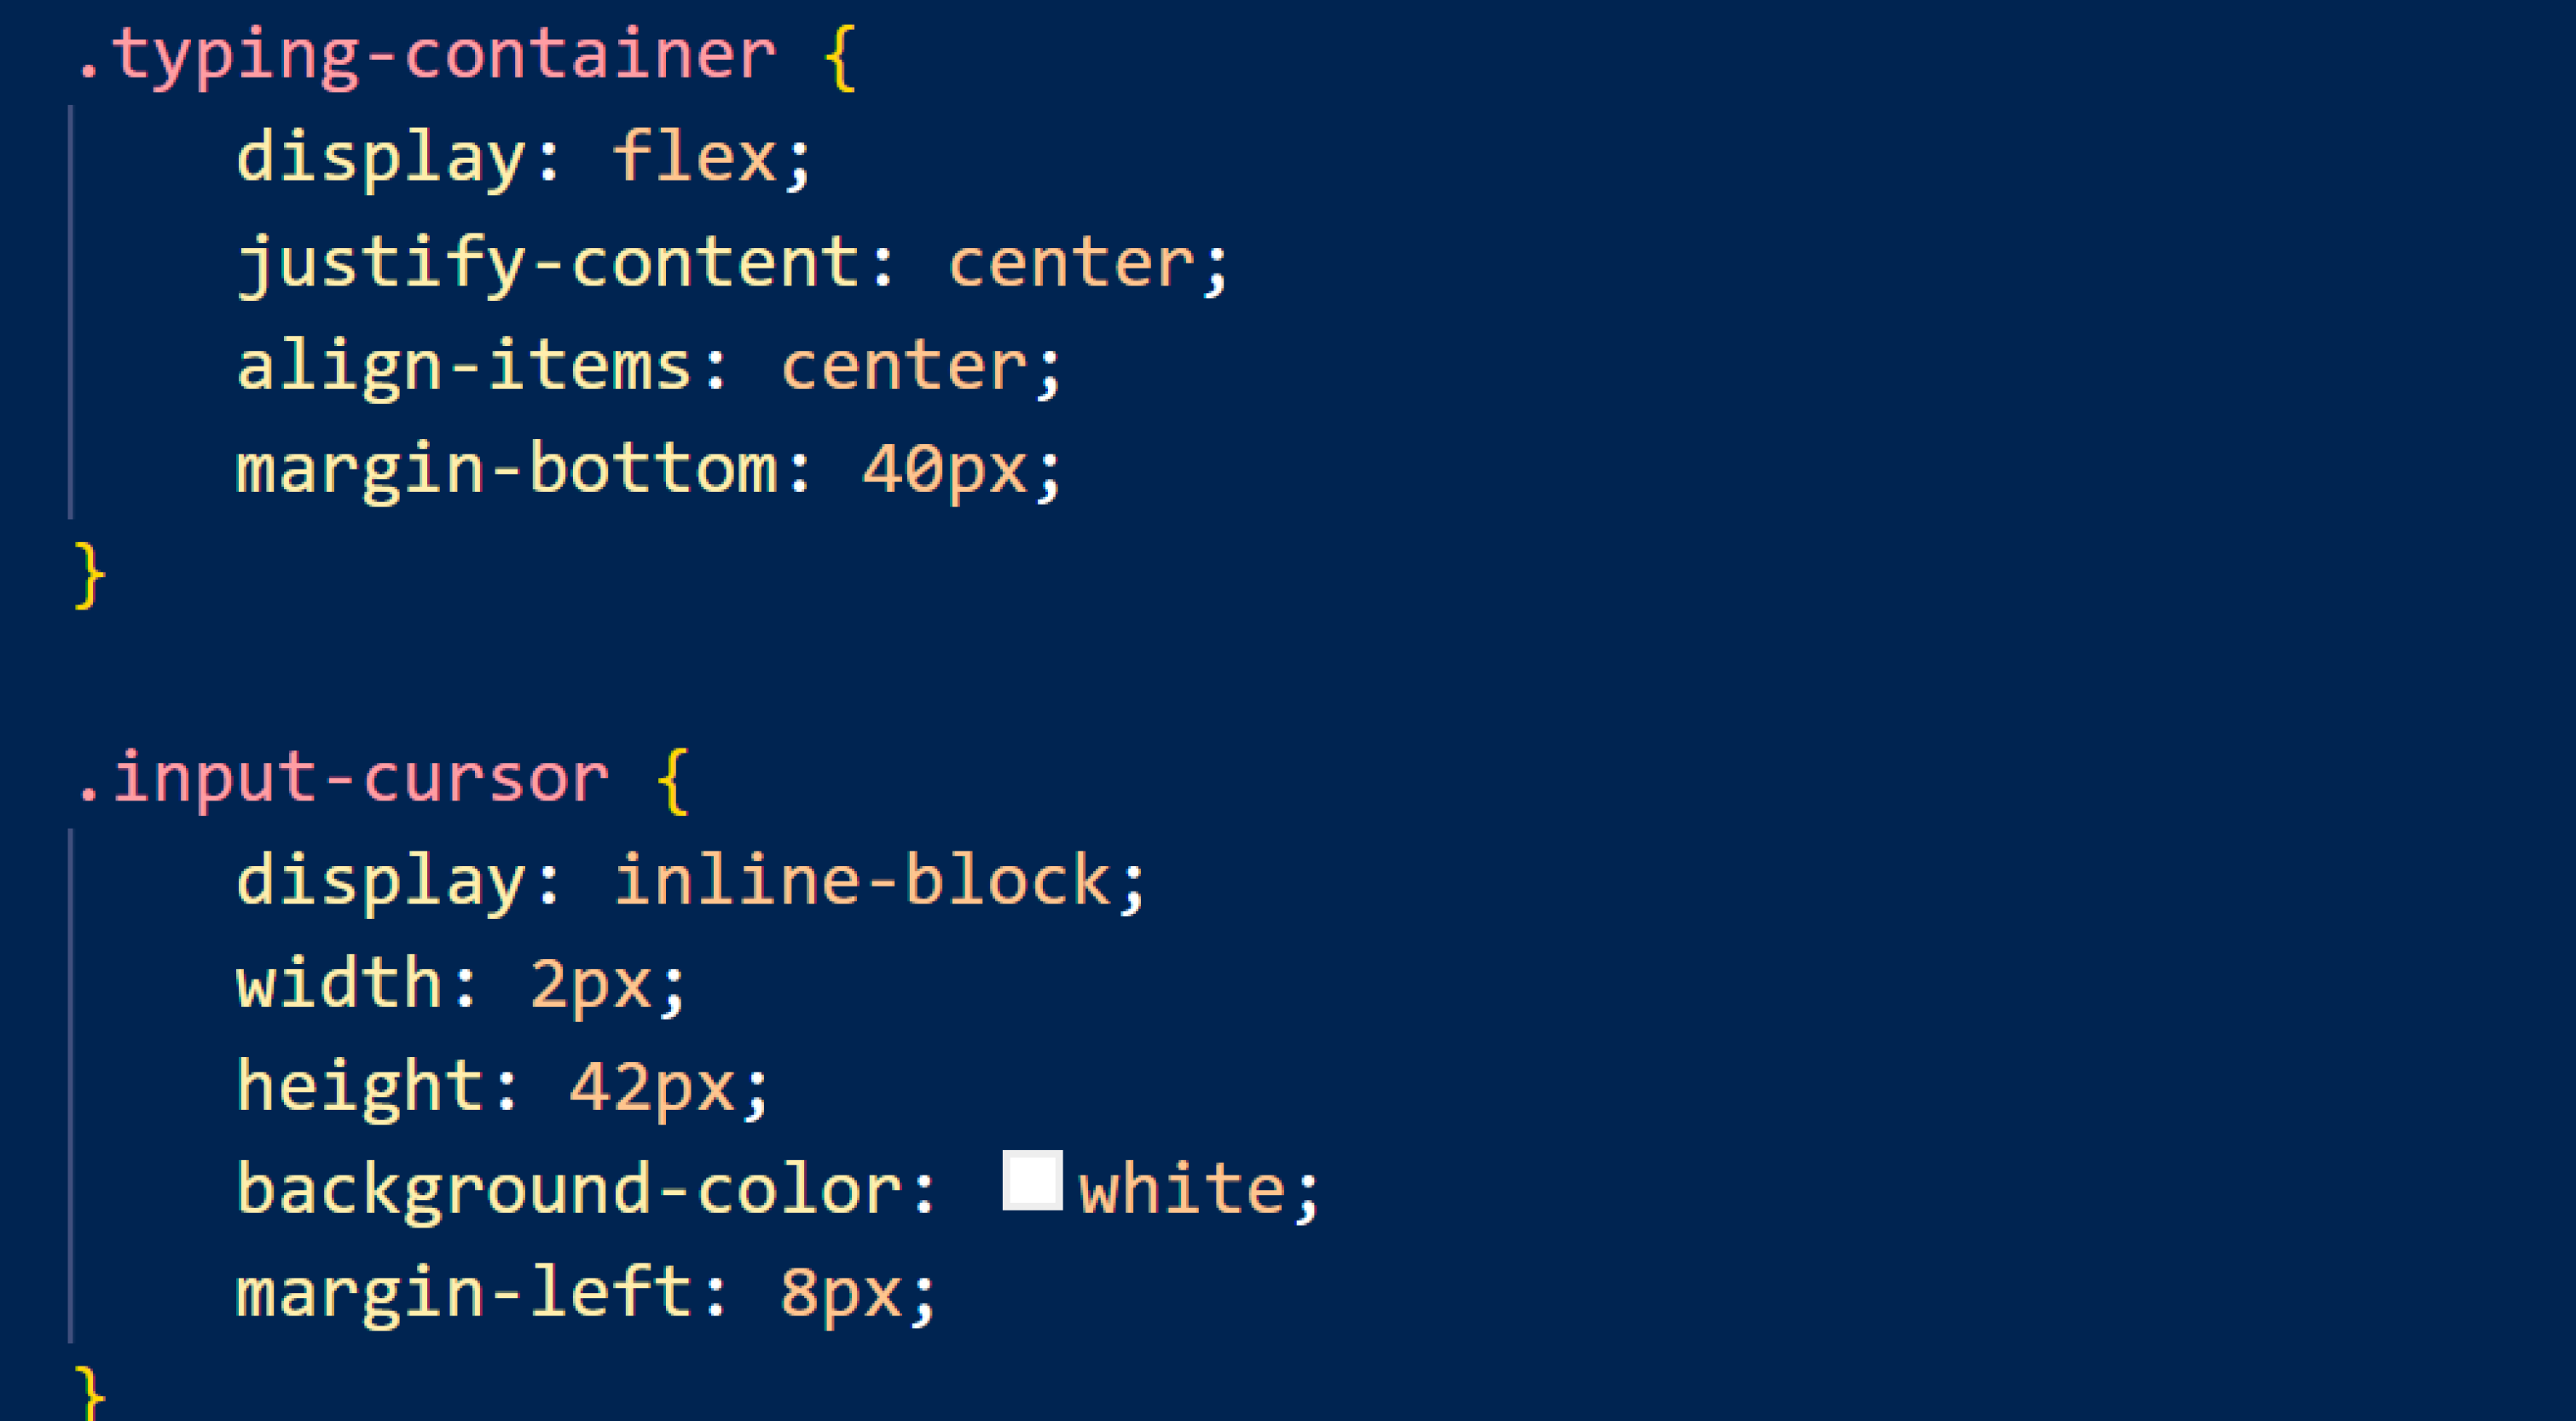 .typing-container {
    display: flex;
    justify-content: center;
    align-items: center;
    margin-bottom: 40px;
}

.input-cursor {
    display: inline-block;
    width: 2px;
    height: 42px;
    background-color: white;
    margin-left: 8px;
}